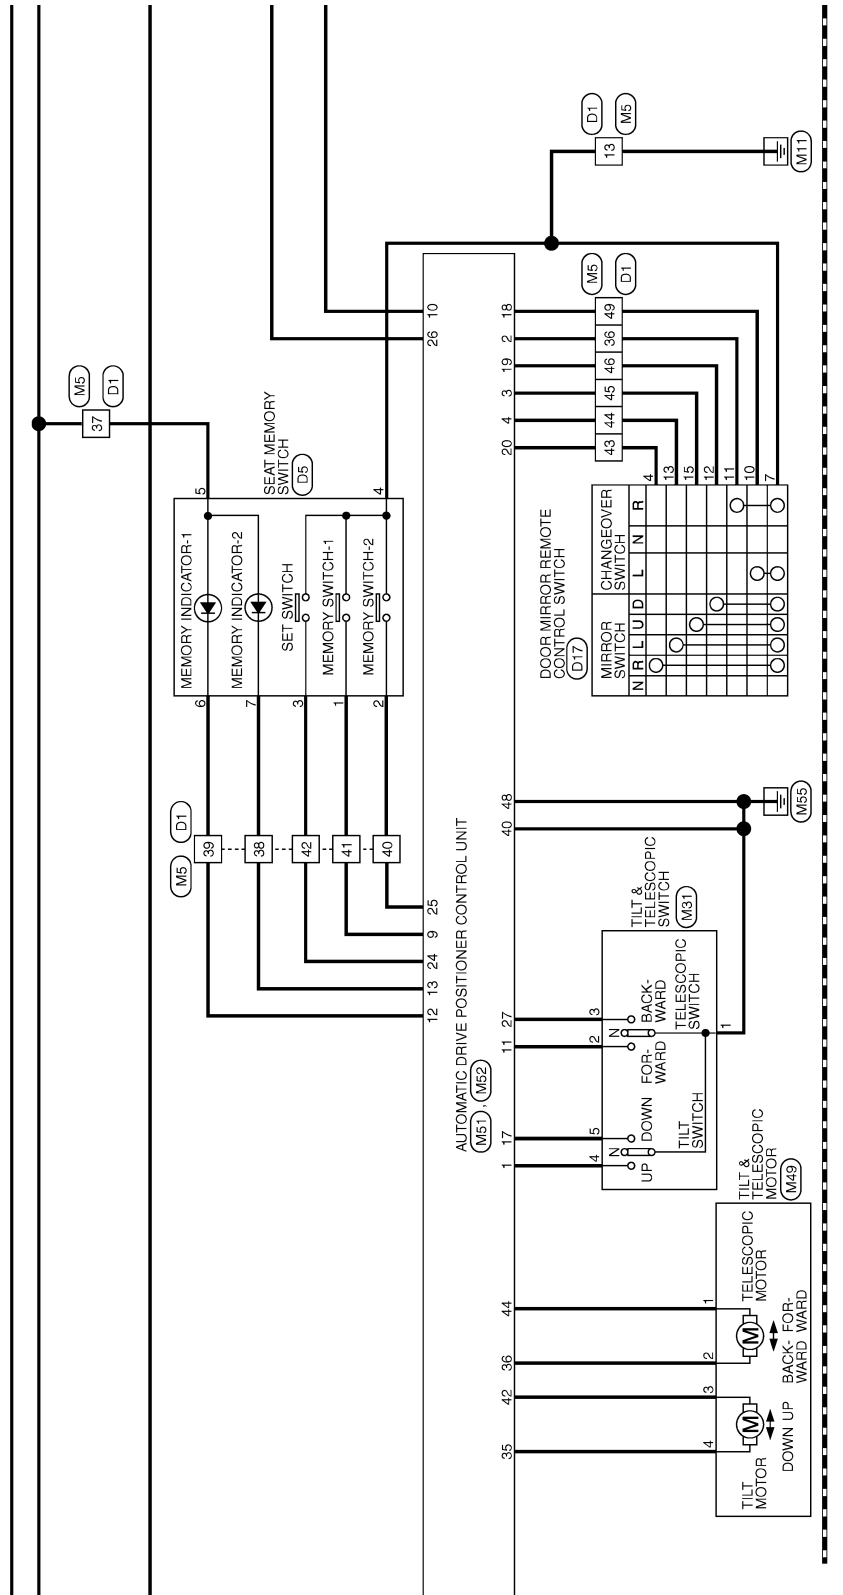 D1
M5
13
M11
M5
D1
10
26
18
2
19
3
4
20
49
36
46
45
44
43
M5
D1
37
SEAT MEMORY
SWITCH
D5
5
4
MEMORY INDICATOR-1
MEMORY INDICATOR-2
SET SWITCH
MEMORY SWITCH-1
MEMORY SWITCH-2
6
7
3
1
2
D1
M5
39
38
42
41
40
25
9
24
13
12
DOOR MIRROR REMOTE
CONTROL SWITCH
D17
4
13
15
12
11
10
7
CHANGEOVER
SWITCH
L N R
MIRROR
SWITCH
N R L U D
48
40
M55
AUTOMATIC DRIVE POSITIONER CONTROL UNIT
M51 , M52
TILT &
TELESCOPIC
SWITCH
M31
27
11
17
1
3
2
5
4
1
N
BACK-
WARD
FOR-
WARD
TELESCOPIC
SWITCH
N
DOWN
UP
TILT
SWITCH
TILT &
TELESCOPIC
MOTOR
M49
44
36
42
35
1
2
3
4
TELESCOPIC
MOTOR
M
BACK- FOR-
WARD WARD
M
DOWN UP
TILT
MOTOR